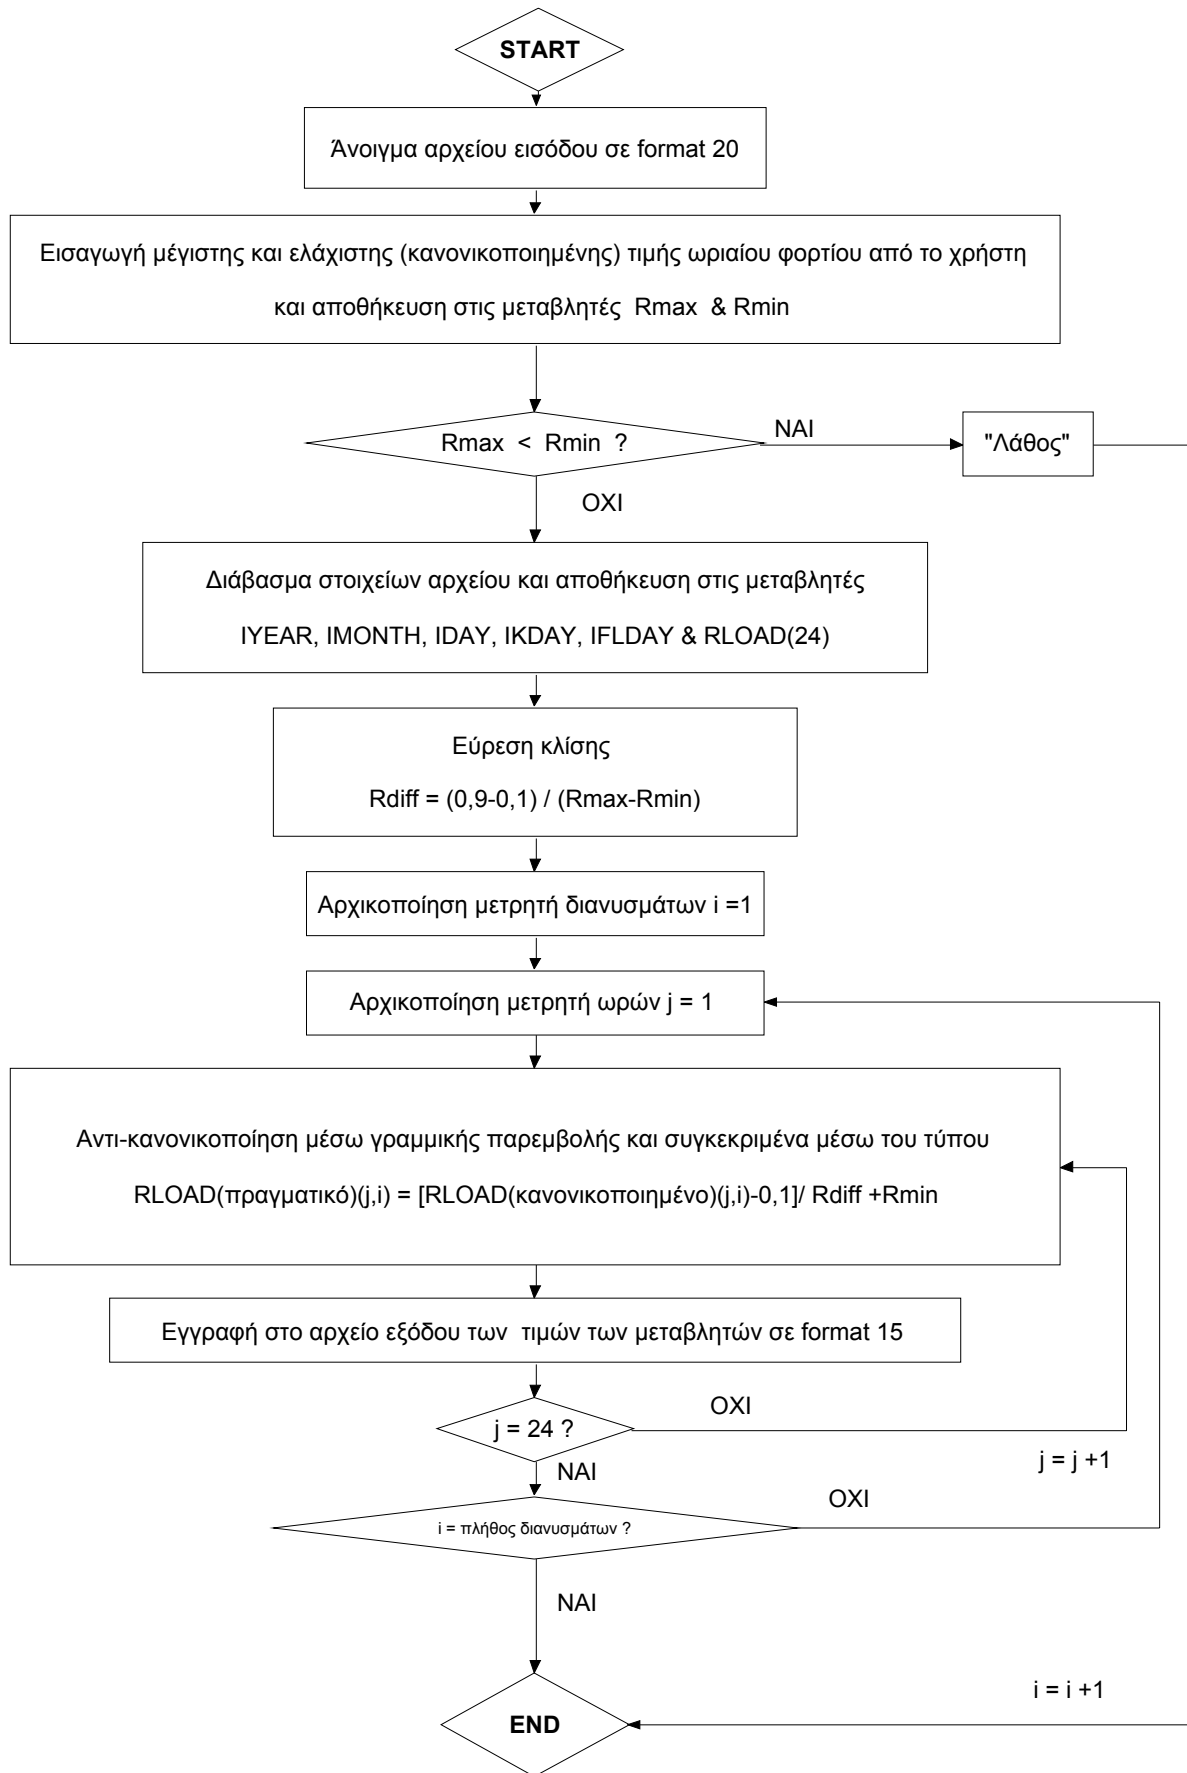 START
Άνοιγμα αρχείου εισόδου σε format 20
Εισαγωγή μέγιστης και ελάχιστης (κανονικοποιημένης) τιμής ωριαίου φορτίου από το χρήστη
και αποθήκευση στις μεταβλητές Rmax & Rmin
Rmax < Rmin ?
ΝΑΙ
"Λάθος"
ΟΧΙ
Διάβασμα στοιχείων αρχείου και αποθήκευση στις μεταβλητές
IYEAR, IMONTH, IDAY, IKDAY, IFLDAY & RLOAD(24)
Εύρεση κλίσης
Rdiff = (0,9-0,1) / (Rmax-Rmin)
Αρχικοποίηση μετρητή διανυσμάτων i =1
Αρχικοποίηση μετρητή ωρών j = 1
Αντι-κανονικοποίηση μέσω γραμμικής παρεμβολής και συγκεκριμένα μέσω του τύπου
RLOAD(πραγματικό)(j,i) = [RLOAD(κανονικοποιημένο)(j,i)-0,1]/ Rdiff +Rmin
Εγγραφή στο αρχείο εξόδου των τιμών των μεταβλητών σε format 15
j = 24 ?
ΟΧΙ
j = j +1
ΝΑΙ
i = πλήθος διανυσμάτων ?
ΟΧΙ
ΝΑΙ
i = i +1
END